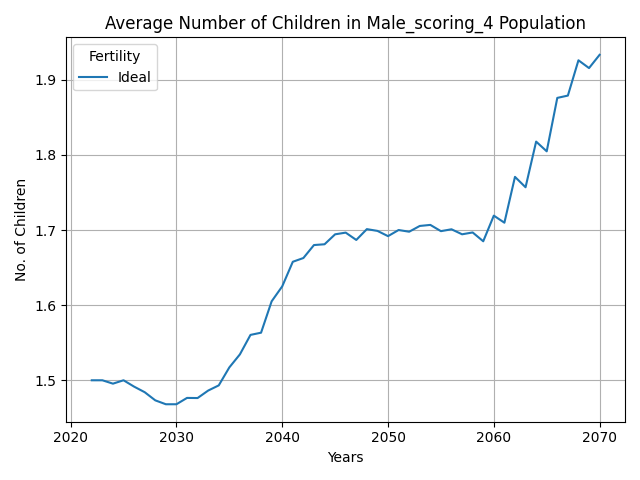 Average Number of Children in Male_scoring_4 Population
Fertility
Ideal
No. of Children
1.9
1.8
1.7
1.6
1.5
2020 2030 2040 2050 2060 2070
Years